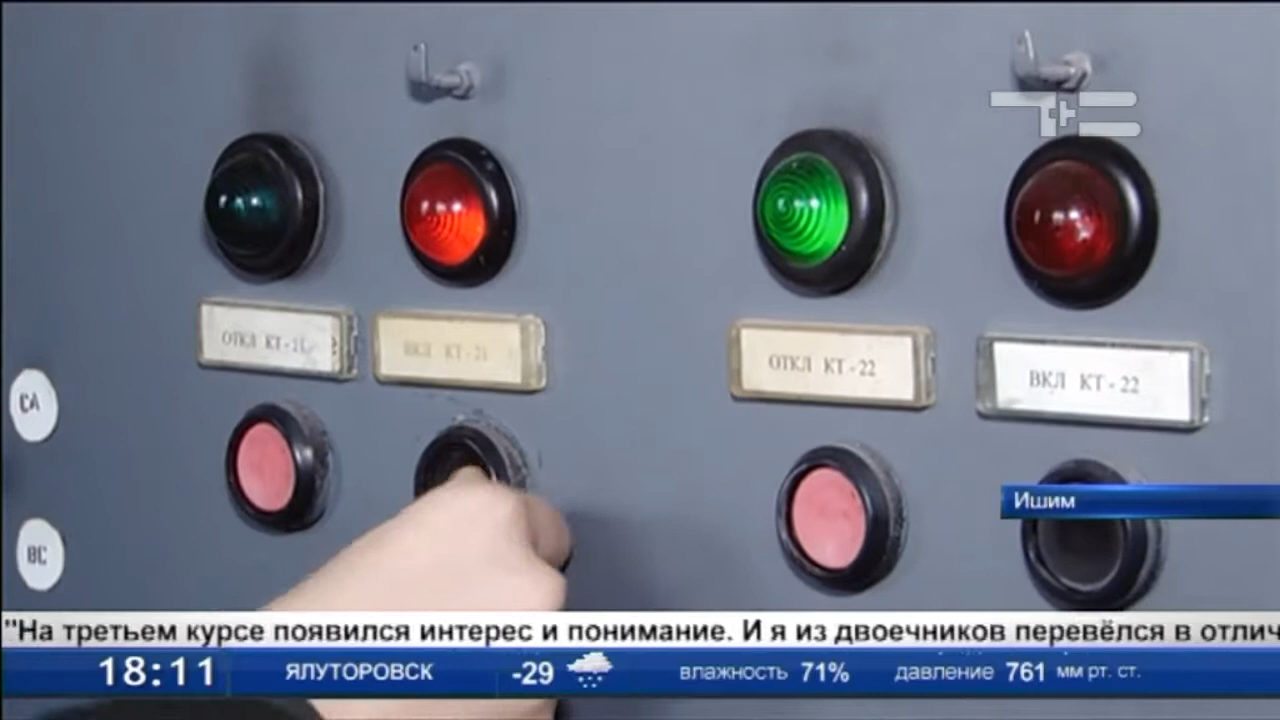 ОТКЛ КТ-21
ВКЛ КТ-21
ОТКЛ КТ-22
ВКЛ КТ-22
СА
ВС
Ишим
"На третьем курсе появился интерес и понимание. И я из двоечников перевёлся в отлич
18:11 ЯЛУТОРОВСК -29 влажность 71% давление 761 мм рт. ст.